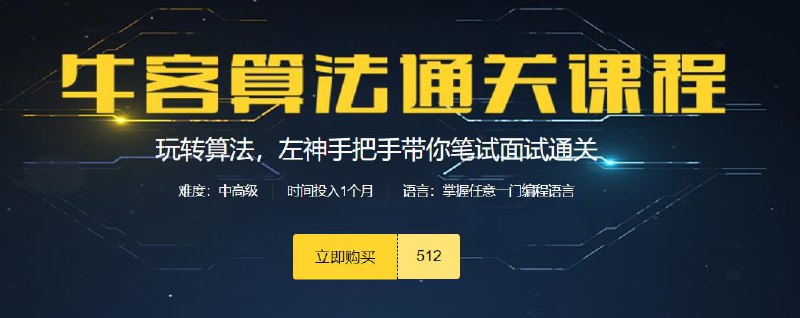 牛客算法通关课程
玩转算法，左神手把手带你笔试面试通关
难度：中高级 时间投入1个月 语言：掌握任意一门编程语言
立即购买 512